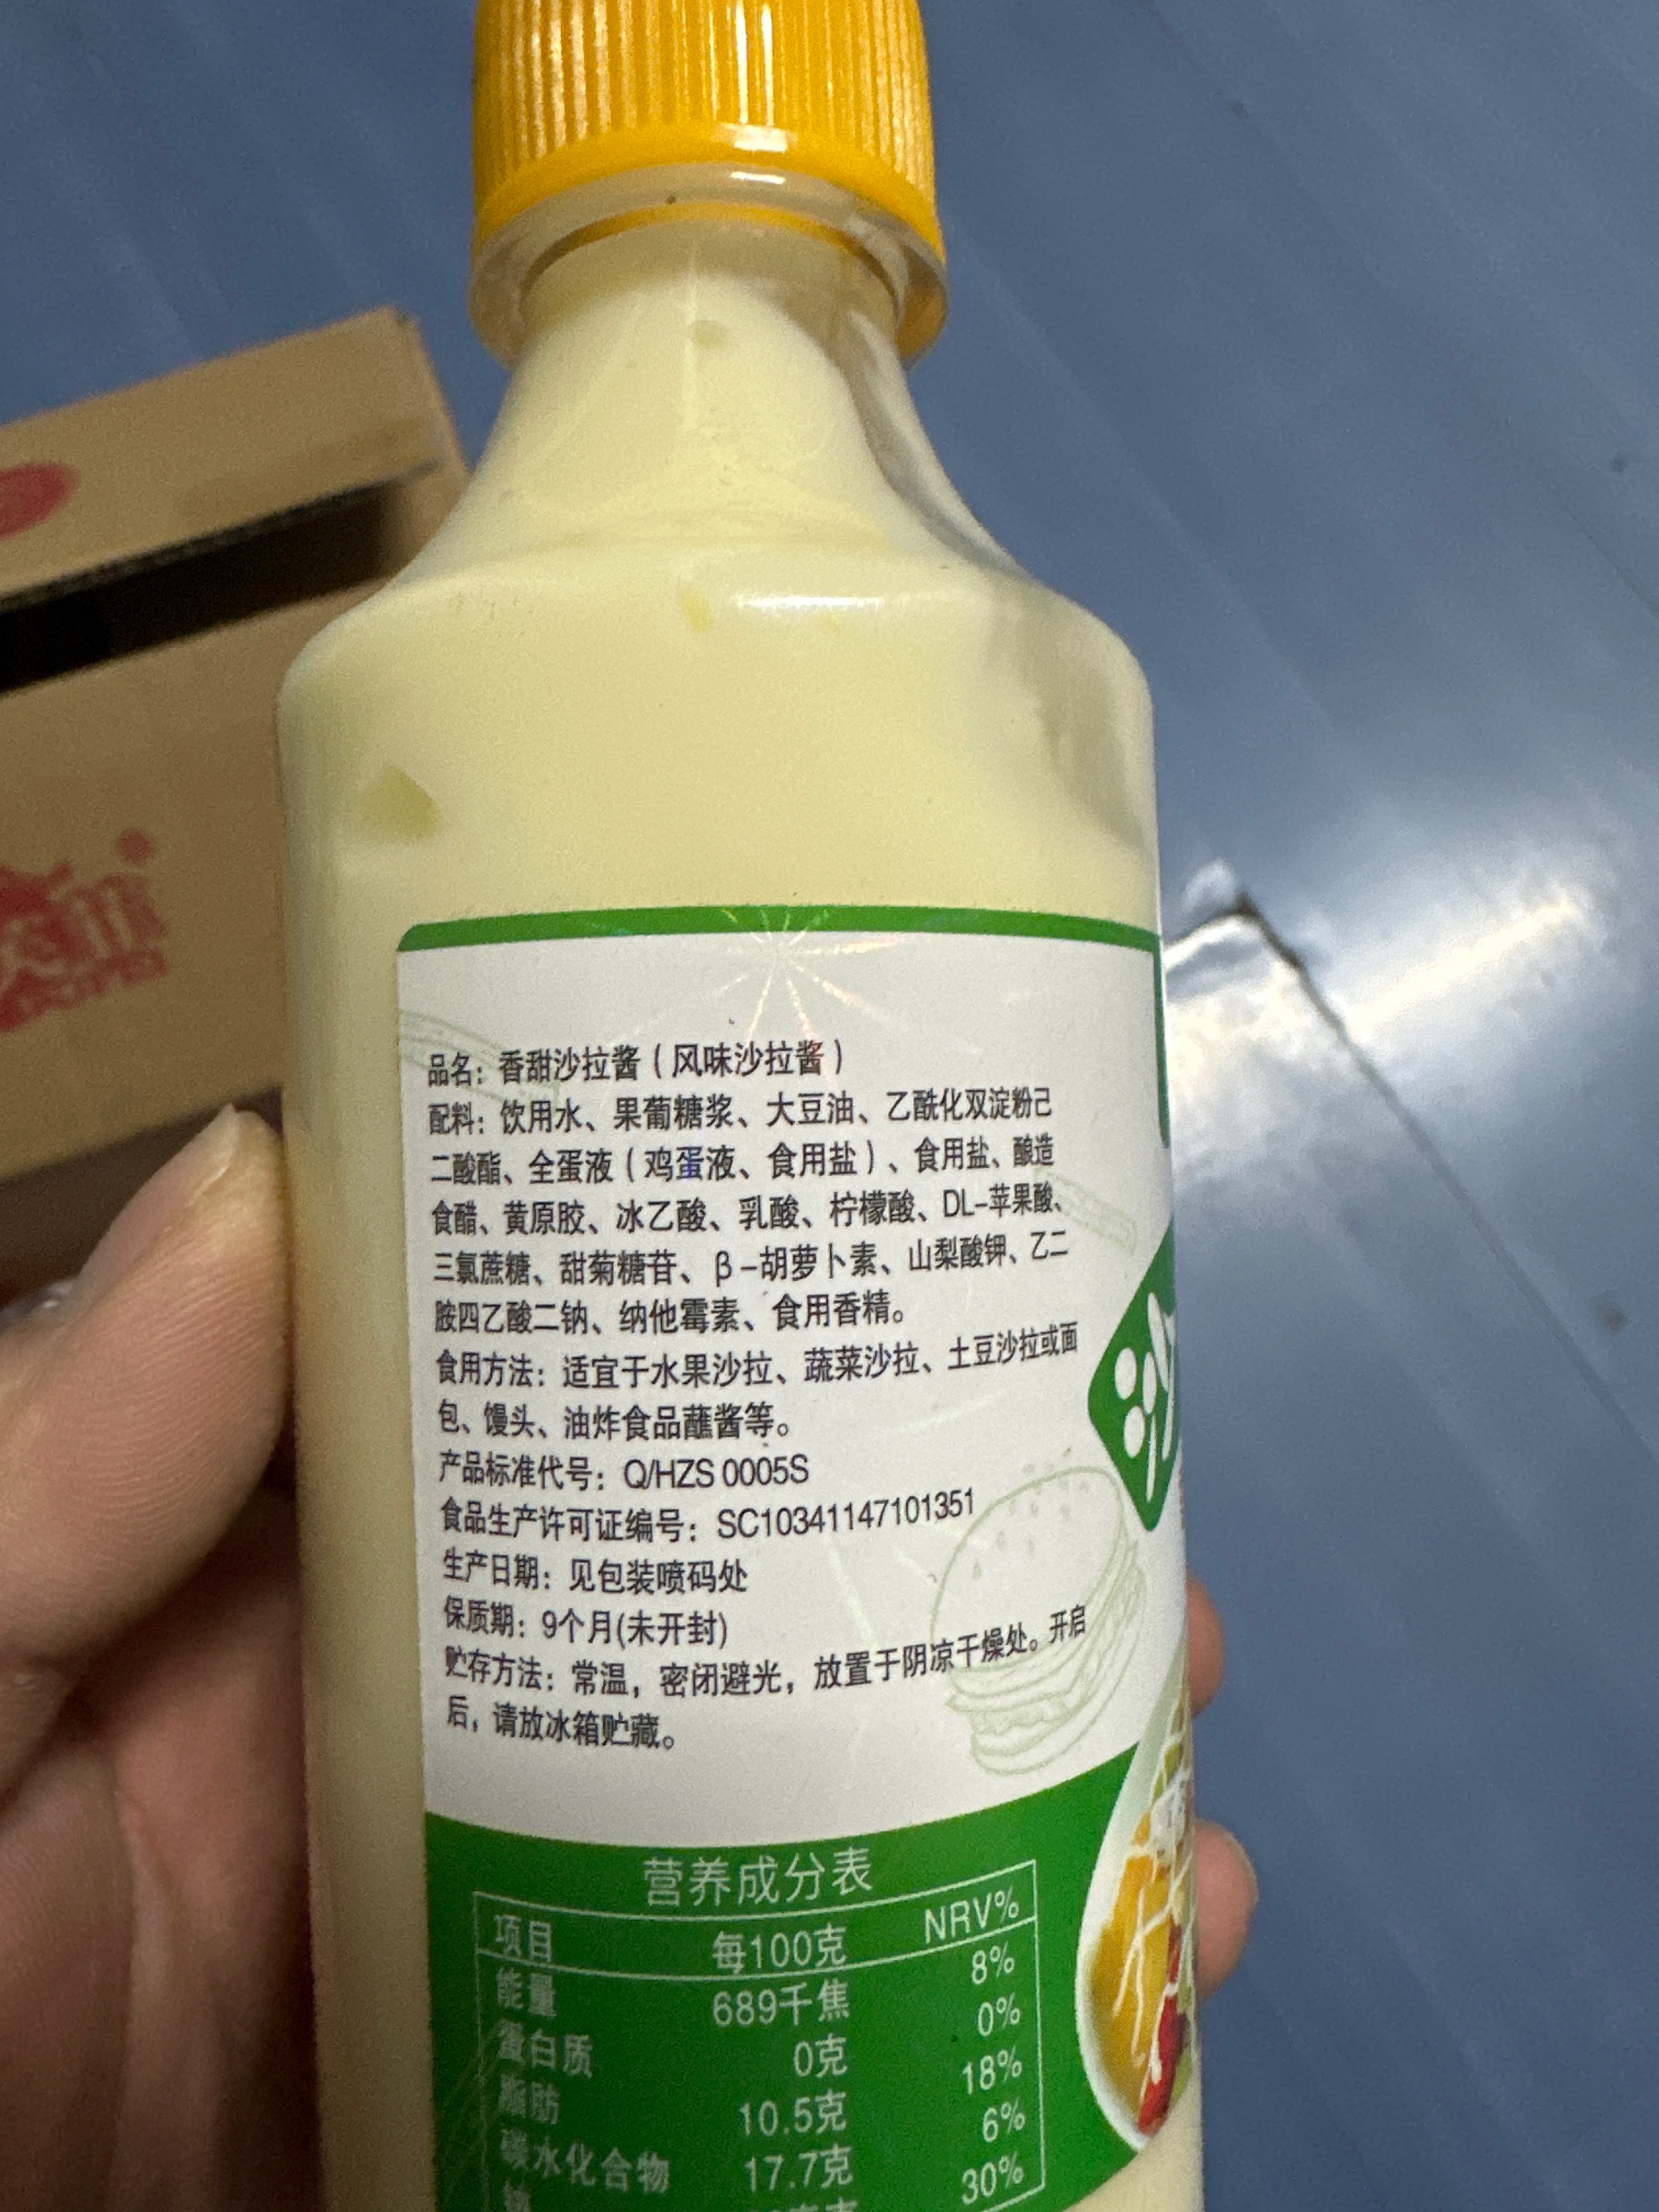 品名：香甜沙拉酱（风味沙拉酱）
配料：饮用水、果葡糖浆、大豆油、乙酰化双淀粉己
二酸酯、全蛋液（鸡蛋液、食用盐）、食用盐、酿造
食醋、黄原胶、冰乙酸、乳酸、柠檬酸、DL-苹果酸、
三氯蔗糖、甜菊糖苷、β-胡萝卜素、山梨酸钾、乙二
胺四乙酸二钠、纳他霉素、食用香精。
食用方法：适宜于水果沙拉、蔬菜沙拉、土豆沙拉或面
包、馒头、油炸食品蘸酱等。
产品标准代号：Q/HZS 0005S
食品生产许可证编号：SC10341147101351
生产日期：见包装喷码处
保质期：9个月(未开封)
贮存方法：常温，密闭避光，放置于阴凉干燥处。开启
后，请放冰箱贮藏。
营养成分表
项目 每100克 NRV%
能量 689千焦 8%
蛋白质 0克 0%
脂肪 10.5克 18%
碳水化合物 17.7克 6%
钠 30%